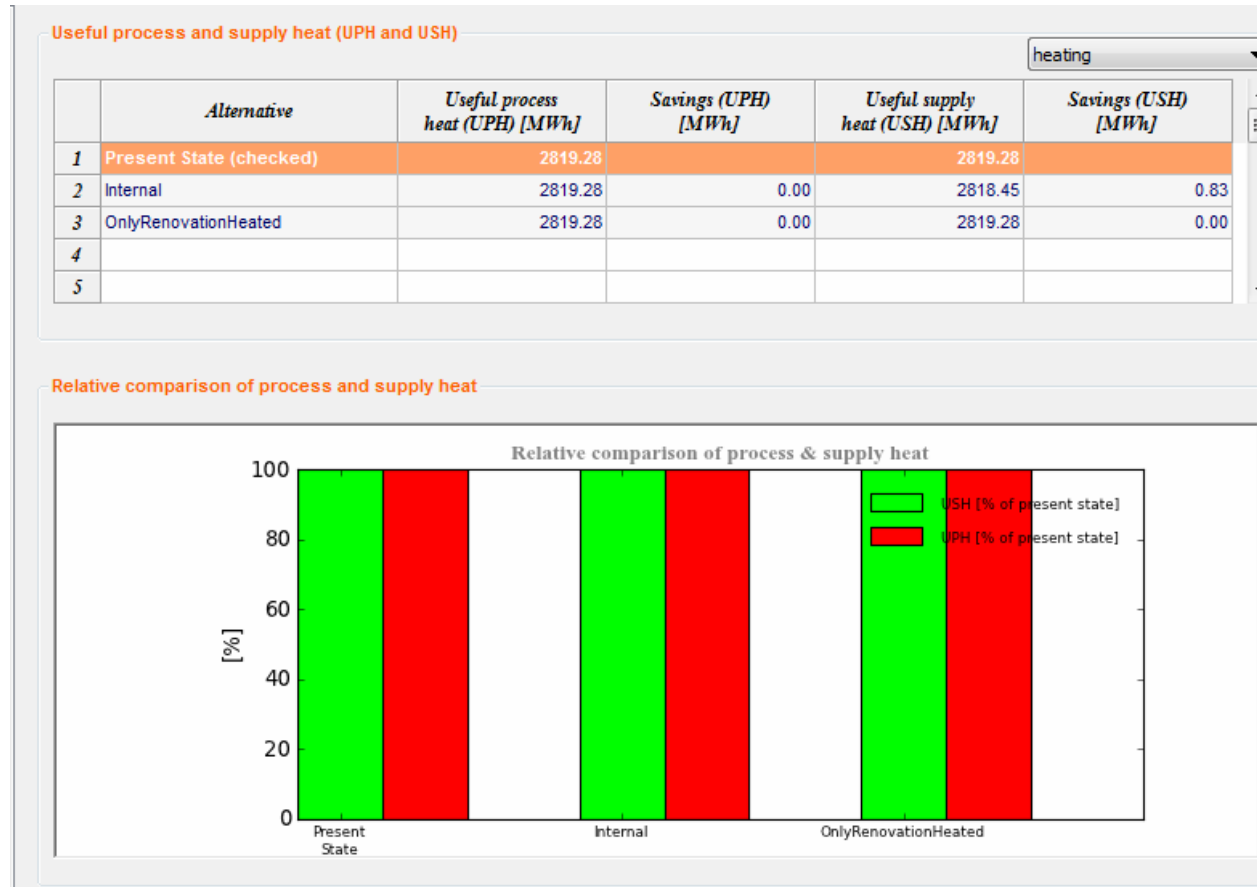 Useful process and supply heat (UPH and USH)
heating
Alternative
Useful process
heat (UPH) [MWh]
Savings (UPH)
[MWh]
Useful supply
heat (USH) [MWh]
Savings (USH)
[MWh]
1 Present State (checked) 2819.28 2819.28
2 Internal 2819.28 0.00 2818.45 0.83
3 OnlyRenovationHeated 2819.28 0.00 2819.28 0.00
4
5
Relative comparison of process and supply heat
Relative comparison of process & supply heat
100
80
60
40
20
0
[%]
USH [% of present state]
UPH [% of present state]
Present
State
Internal
OnlyRenovationHeated